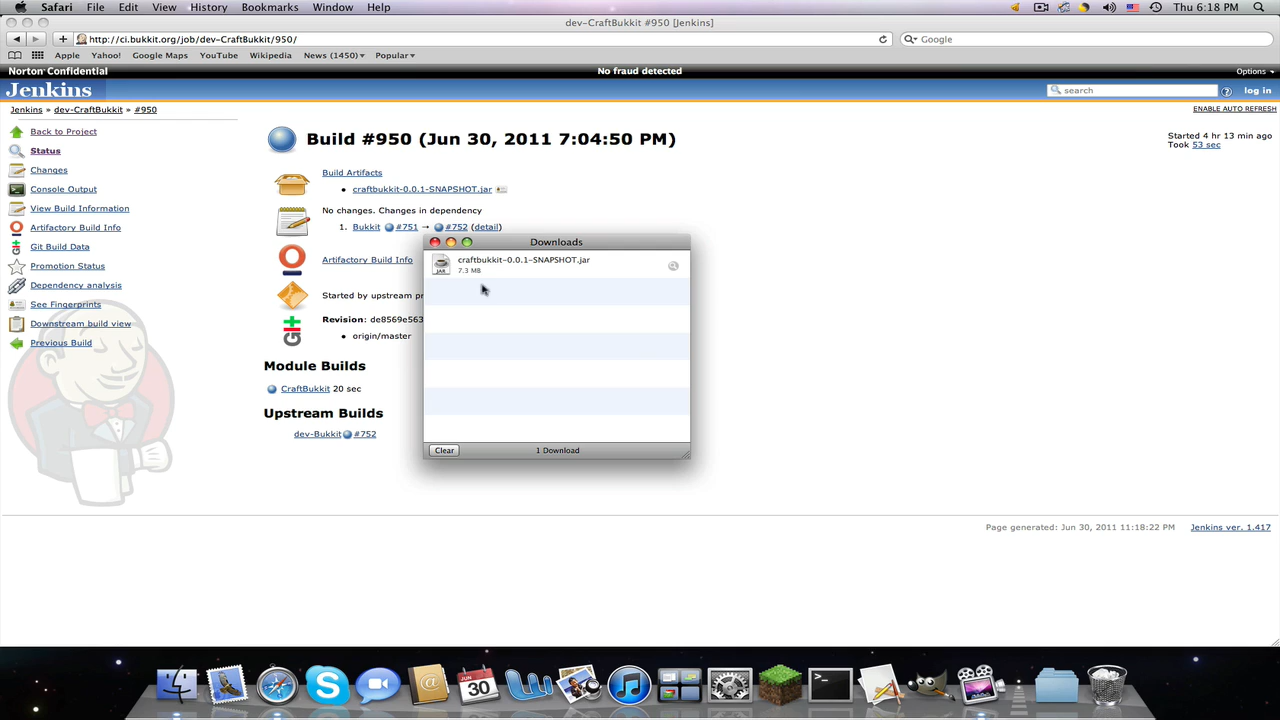 Safari File Edit View History Bookmarks Window Help Thu 6:18 PM
dev-CraftBukkit #950 [Jenkins]
http://ci.bukkit.org/job/dev-CraftBukkit/950/ Google
Apple Yahoo! Google Maps YouTube Wikipedia News (1450) Popular
Norton Confidential No fraud detected Options
Jenkins search log in
Jenkins » dev-CraftBukkit » #950 ENABLE AUTO REFRESH
Back to Project
Status
Changes
Console Output
View Build Information
Artifactory Build Info
Git Build Data
Promotion Status
Dependency analysis
See Fingerprints
Downstream build view
Previous Build
Build #950 (Jun 30, 2011 7:04:50 PM)
Started 4 hr 13 min ago
Took 53 sec
Build Artifacts
craftbukkit-0.0.1-SNAPSHOT.jar
No changes. Changes in dependency
1. Bukkit #751 → #752 (detail)
Artifactory Build Info
Started by upstream pr
Revision: de8569e563
origin/master
Module Builds
CraftBukkit 20 sec
Upstream Builds
dev-Bukkit #752
Downloads
craftbukkit-0.0.1-SNAPSHOT.jar
7.3 MB
JAR
Clear 1 Download
Page generated: Jun 30, 2011 11:18:22 PM Jenkins ver. 1.417
git
30